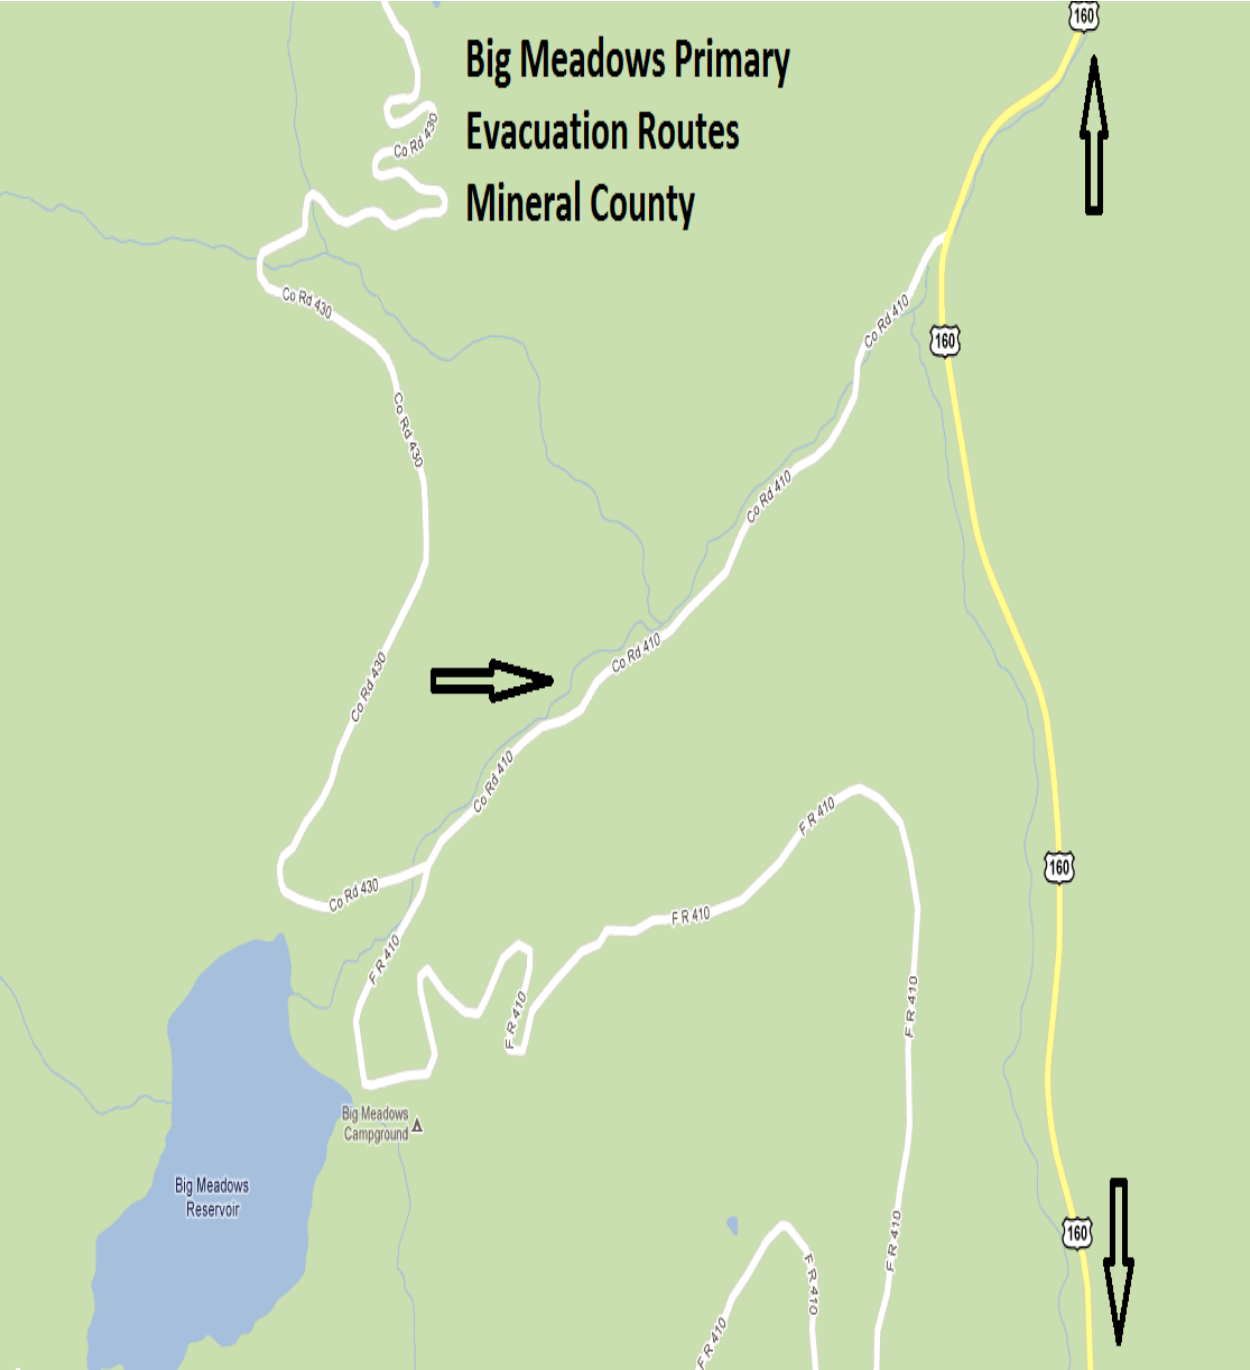 160
Big Meadows Primary
Evacuation Routes
Mineral County
Co Rd 430
Co Rd 430
Co Rd 410
160
Co Rd 430
Co Rd 410
Co Rd 410
Co Rd 430
Co Rd 410
F R 410
160
Co Rd 430
F R 410
F R 410
F R 410
F R 410
Big Meadows
Campground
Big Meadows
Reservoir
160
F R 410
F R 410
F R 410